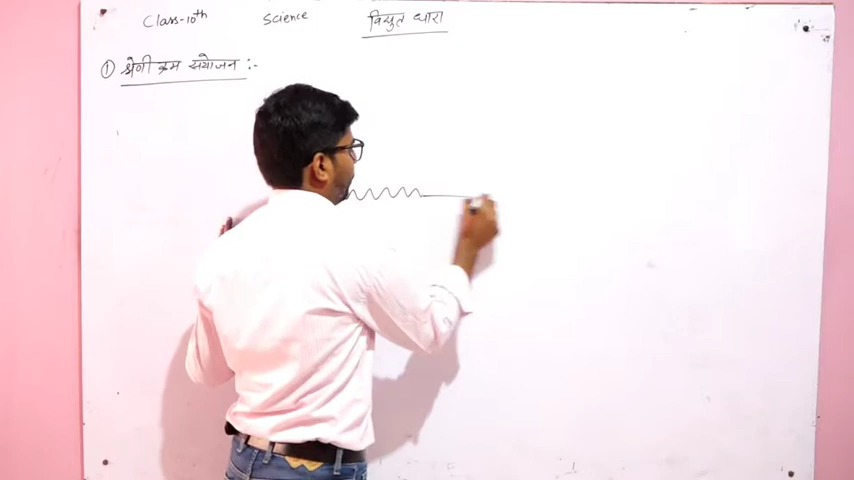 Class-10th Science विद्युत धारा
① श्रेणी क्रम संयोजन :-